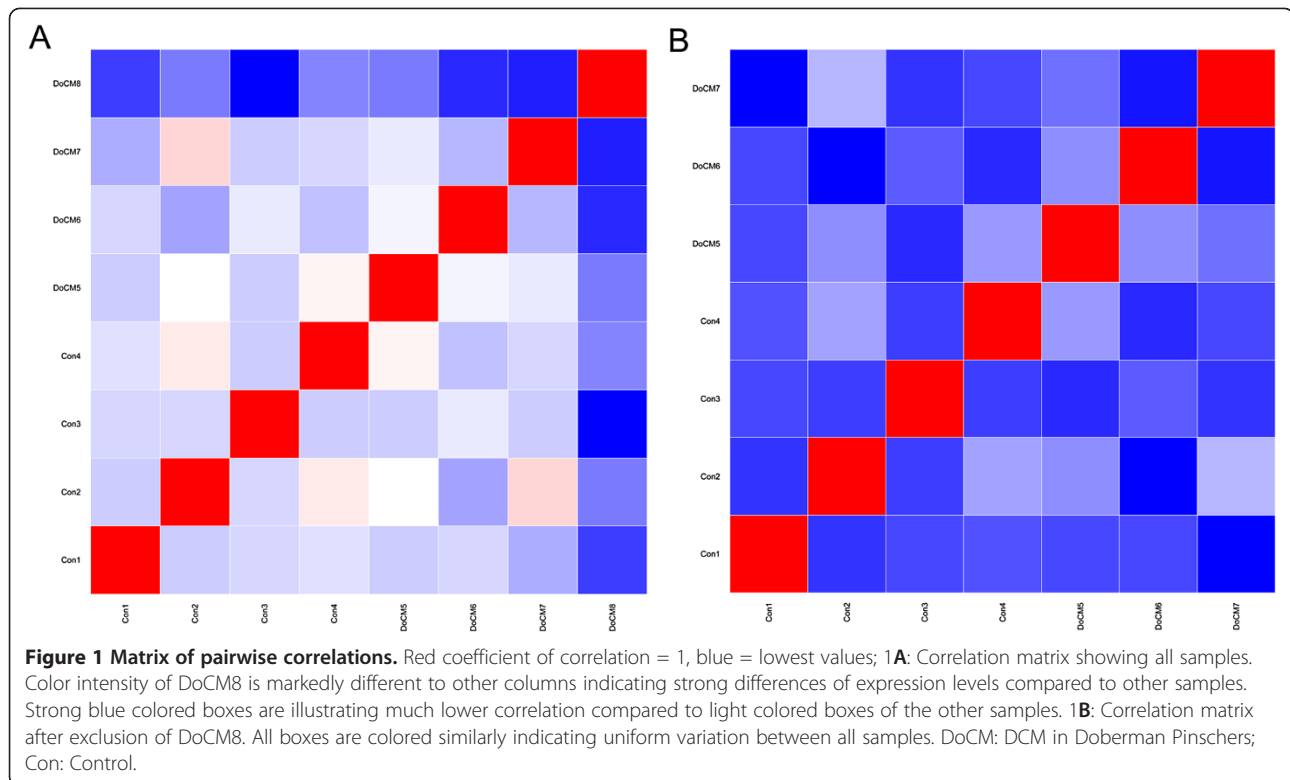 A
B
DoCM8
DoCM7
DoCM6
DoCM5
Con4
Con3
Con2
Con1
Con1
Con2
Con3
Con4
DoCM5
DoCM6
DoCM7
DoCM8
DoCM7
DoCM6
DoCM5
Con4
Con3
Con2
Con1
Con1
Con2
Con3
Con4
DoCM5
DoCM6
DoCM7
Figure 1 Matrix of pairwise correlations. Red coefficient of correlation = 1, blue = lowest values; 1A: Correlation matrix showing all samples.
Color intensity of DoCM8 is markedly different to other columns indicating strong differences of expression levels compared to other samples.
Strong blue colored boxes are illustrating much lower correlation compared to light colored boxes of the other samples. 1B: Correlation matrix
after exclusion of DoCM8. All boxes are colored similarly indicating uniform variation between all samples. DoCM: DCM in Doberman Pinschers;
Con: Control.